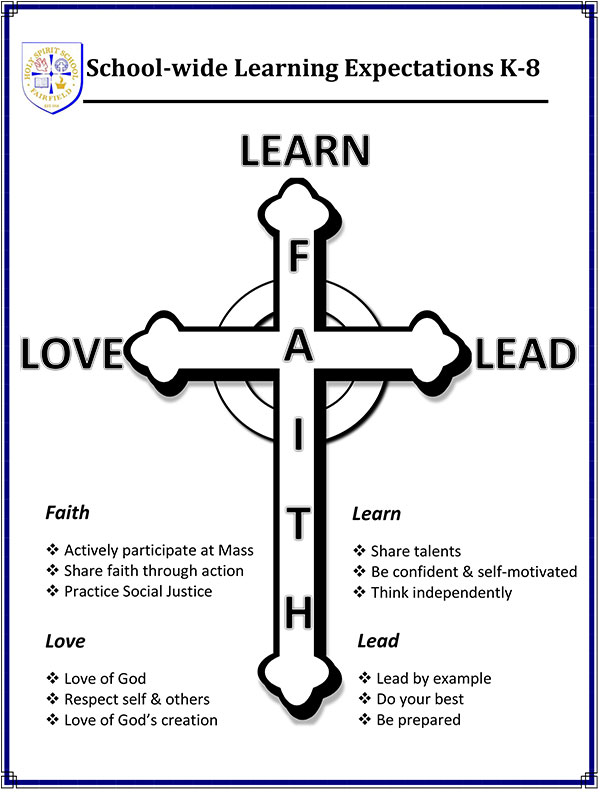 HOLY SPIRIT SCHOOL
FAIRFIELD
School-wide Learning Expectations K-8
LEARN
F
LOVE A LEAD
I
T
H
Faith
❖ Actively participate at Mass
❖ Share faith through action
❖ Practice Social Justice
Learn
❖ Share talents
❖ Be confident & self-motivated
❖ Think independently
Love
❖ Love of God
❖ Respect self & others
❖ Love of God’s creation
Lead
❖ Lead by example
❖ Do your best
❖ Be prepared